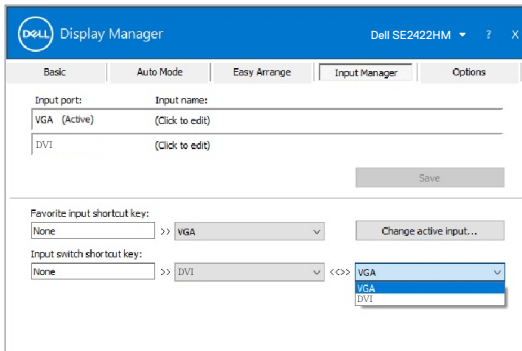 DELL Display Manager Dell SE2422HM ? X
Basic Auto Mode Easy Arrange Input Manager Options
Input port: Input name:
VGA (Active) (Click to edit)
DVI (Click to edit)
Save
Favorite input shortcut key:
None >> VGA Change active input...
Input switch shortcut key:
None >> DVI <<>> VGA
VGA
DVI